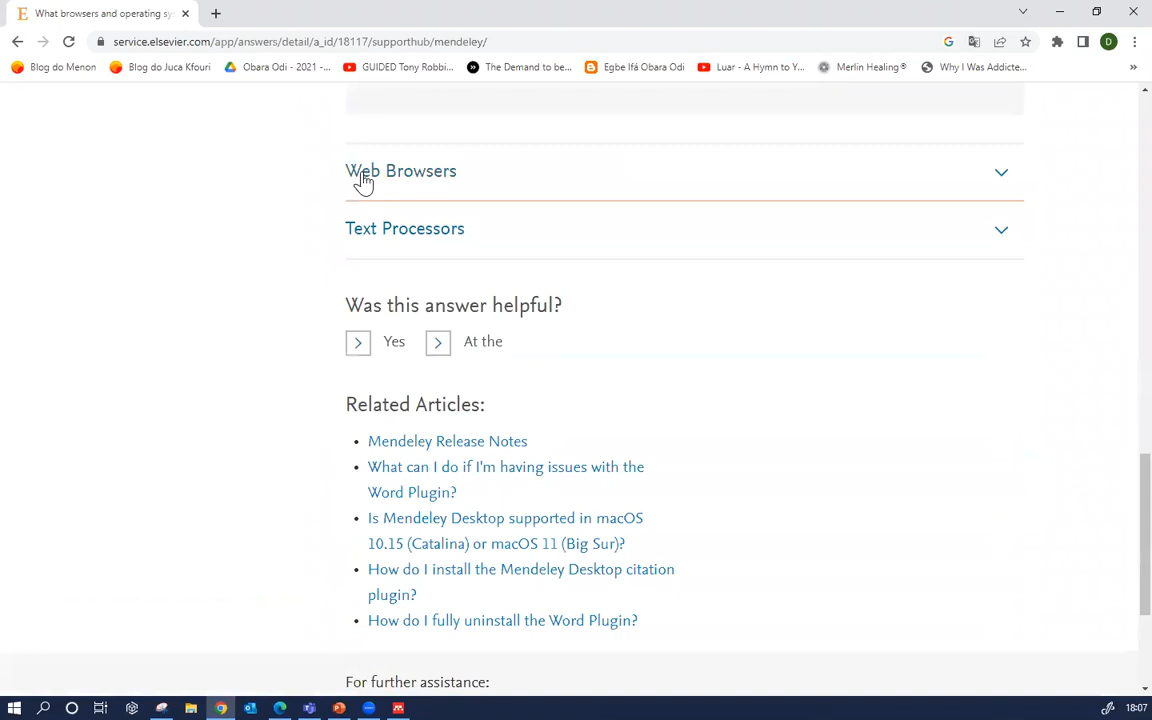 What browsers and operating sy
service.elsevier.com/app/answers/detail/a_id/18117/supporthub/mendeley/
Blog do Menon
Blog do Juca Kfouri
Obara Odi - 2021 -...
GUIDED Tony Robbi...
The Demand to be...
Egbe Ifá Obara Odi
Luar - A Hymn to Y...
Merlin Healing®
Why I Was Addicte...
Web Browsers
Text Processors
Was this answer helpful?
Yes
At the
Related Articles:
Mendeley Release Notes
What can I do if I'm having issues with the
Word Plugin?
Is Mendeley Desktop supported in macOS
10.15 (Catalina) or macOS 11 (Big Sur)?
How do I install the Mendeley Desktop citation
plugin?
How do I fully uninstall the Word Plugin?
For further assistance:
18:07